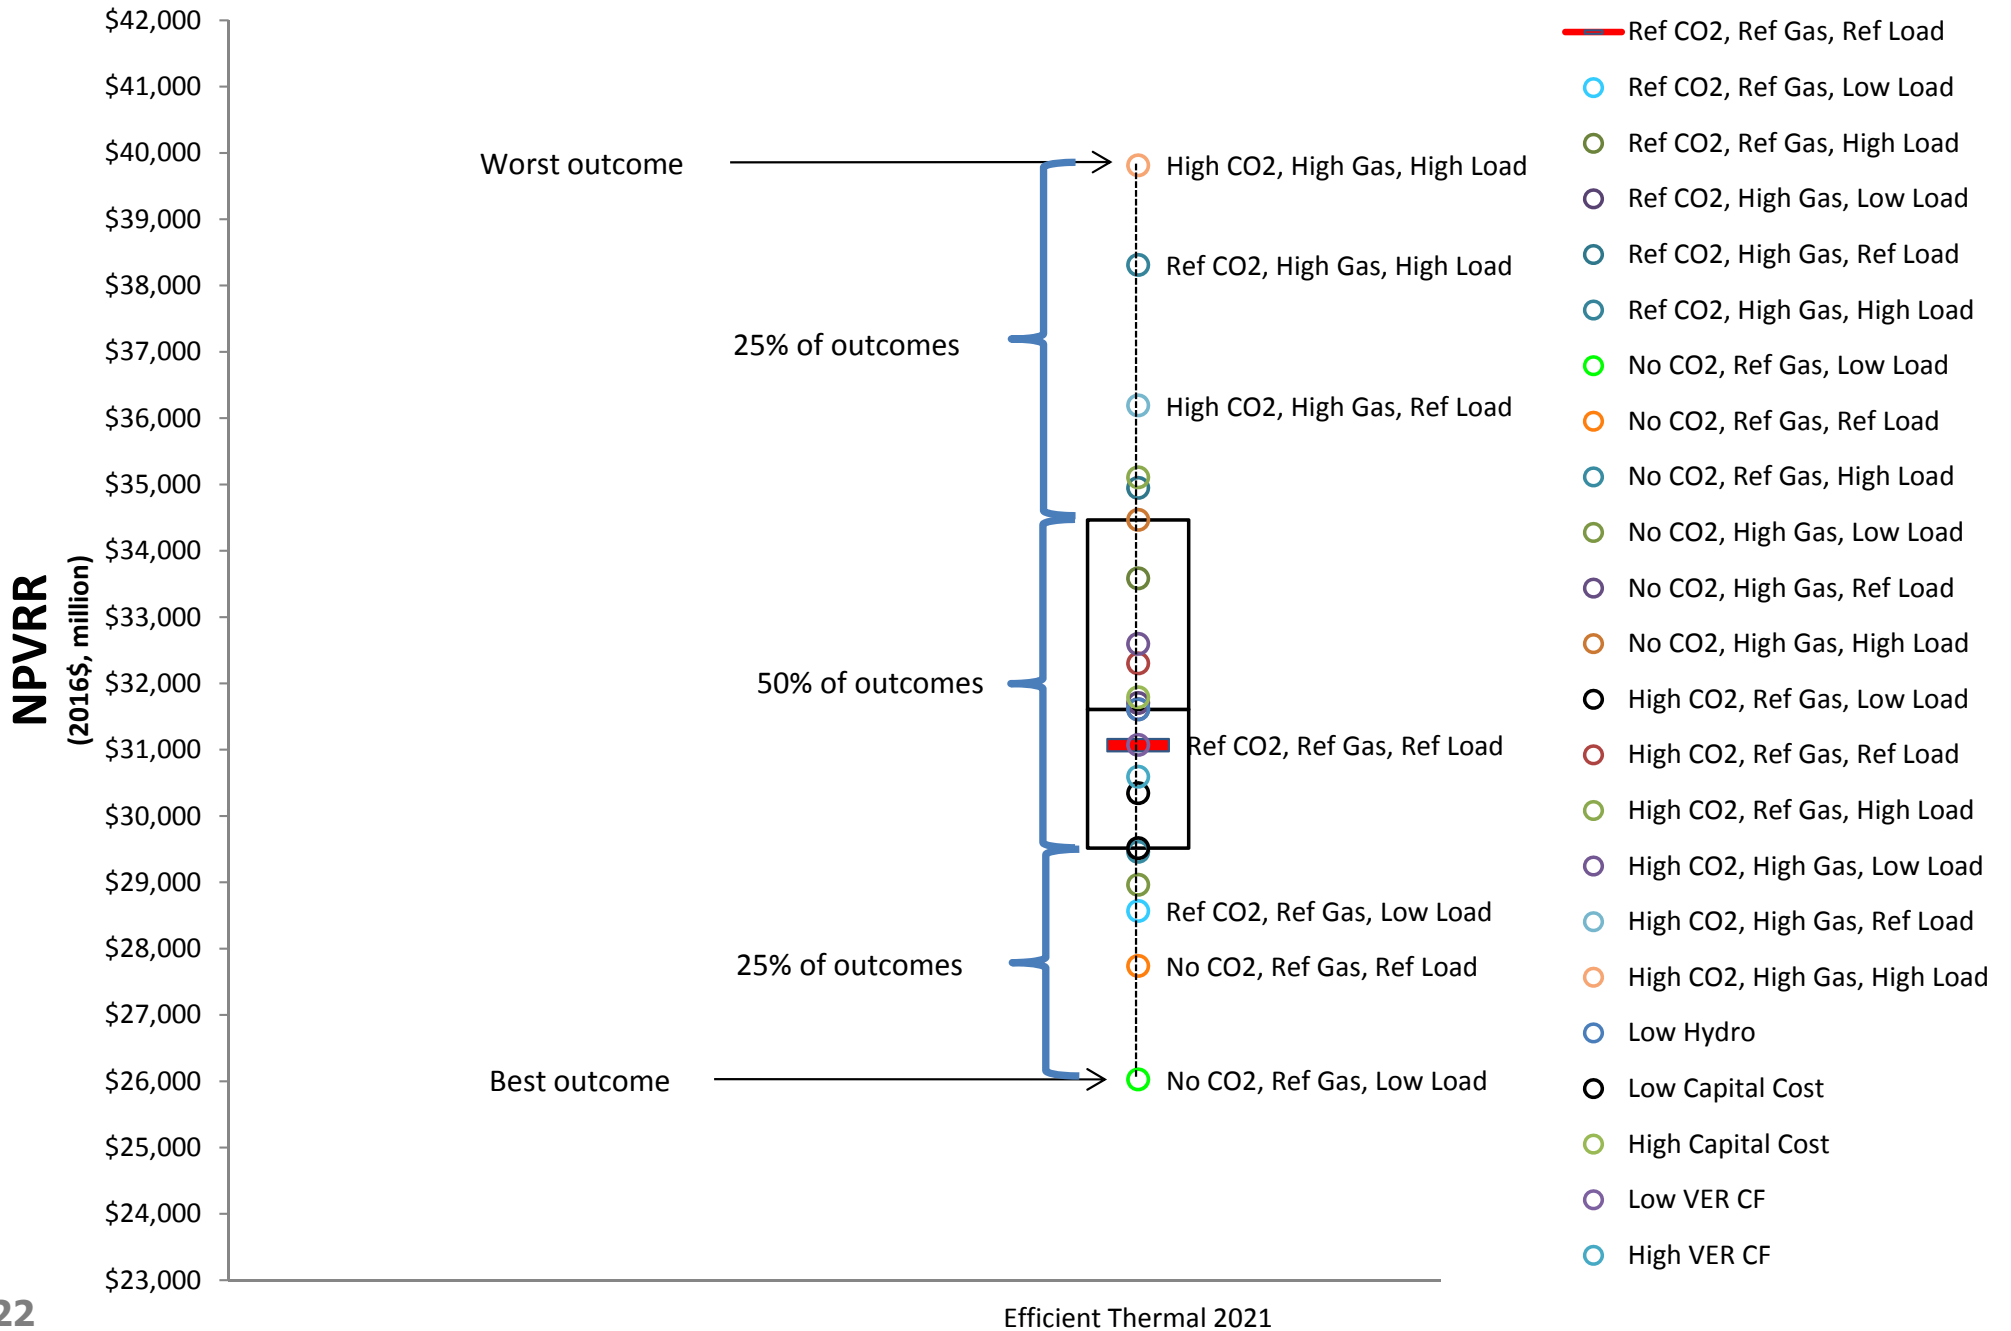 $42,000
$41,000
$40,000
$39,000
$38,000
$37,000
$36,000
$35,000
$34,000
$33,000
$32,000
$31,000
$30,000
$29,000
$28,000
$27,000
$26,000
$25,000
$24,000
$23,000
NPVRR
(2016$, million)
Worst outcome
High CO2, High Gas, High Load
Ref CO2, High Gas, High Load
25% of outcomes
High CO2, High Gas, Ref Load
50% of outcomes
Ref CO2, Ref Gas, Ref Load
Ref CO2, Ref Gas, Low Load
25% of outcomes
No CO2, Ref Gas, Ref Load
Best outcome
No CO2, Ref Gas, Low Load
Efficient Thermal 2021
Ref CO2, Ref Gas, Ref Load
Ref CO2, Ref Gas, Low Load
Ref CO2, Ref Gas, High Load
Ref CO2, High Gas, Low Load
Ref CO2, High Gas, Ref Load
Ref CO2, High Gas, High Load
No CO2, Ref Gas, Low Load
No CO2, Ref Gas, Ref Load
No CO2, Ref Gas, High Load
No CO2, High Gas, Low Load
No CO2, High Gas, Ref Load
No CO2, High Gas, High Load
High CO2, Ref Gas, Low Load
High CO2, Ref Gas, Ref Load
High CO2, Ref Gas, High Load
High CO2, High Gas, Low Load
High CO2, High Gas, Ref Load
High CO2, High Gas, High Load
Low Hydro
Low Capital Cost
High Capital Cost
Low VER CF
High VER CF
22